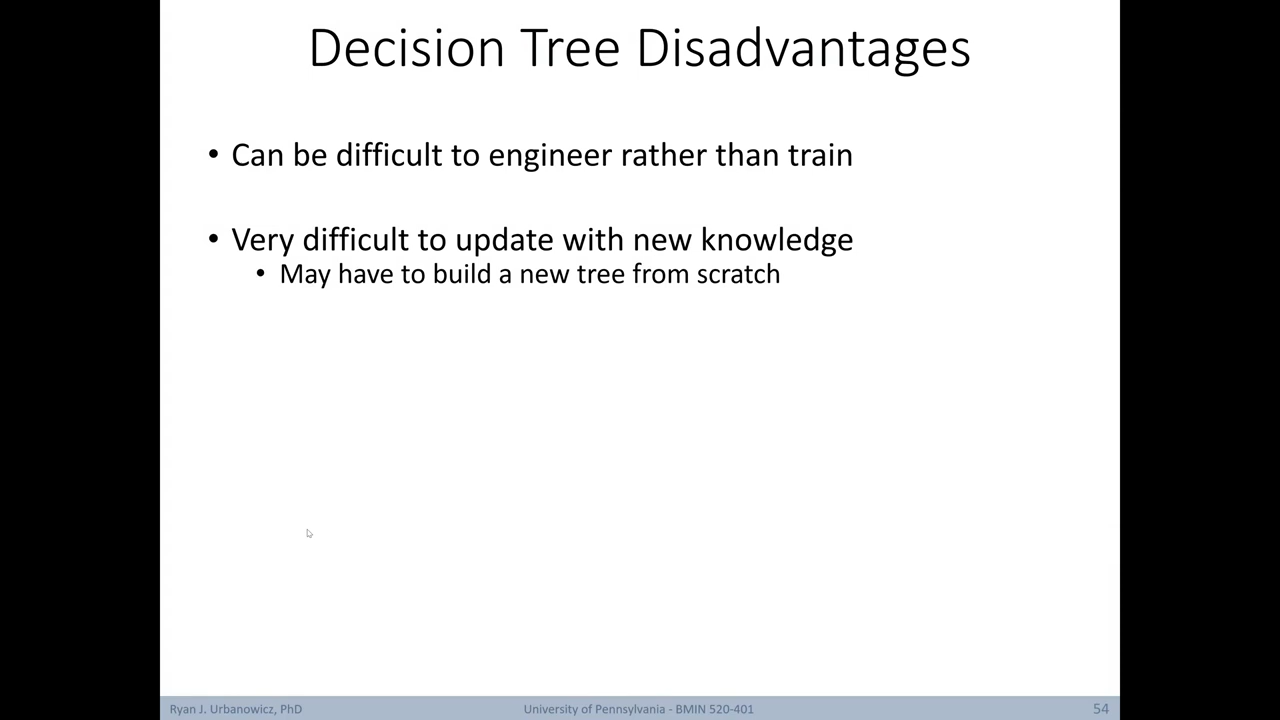 Decision Tree Disadvantages
• Can be difficult to engineer rather than train
• Very difficult to update with new knowledge
• May have to build a new tree from scratch
Ryan J. Urbanowicz, PhD
University of Pennsylvania - BMIN 520-401
54